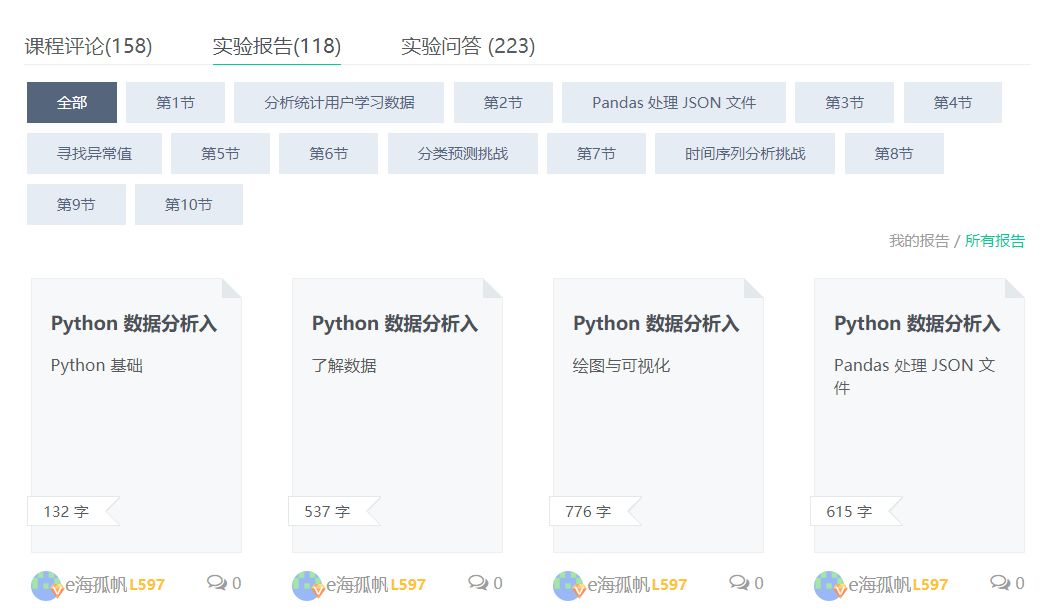 课程评论(158) 实验报告(118) 实验问答 (223)
全部 第1节 分析统计用户学习数据 第2节 Pandas 处理 JSON 文件 第3节 第4节
寻找异常值 第5节 第6节 分类预测挑战 第7节 时间序列分析挑战 第8节
第9节 第10节
我的报告 / 所有报告
Python 数据分析入 Python 数据分析入 Python 数据分析入 Python 数据分析入
Python 基础 了解数据 绘图与可视化 Pandas 处理 JSON 文
件
132 字 537 字 776 字 615 字
e海孤帆 L597 0 e海孤帆 L597 0 e海孤帆 L597 0 e海孤帆 L597 0